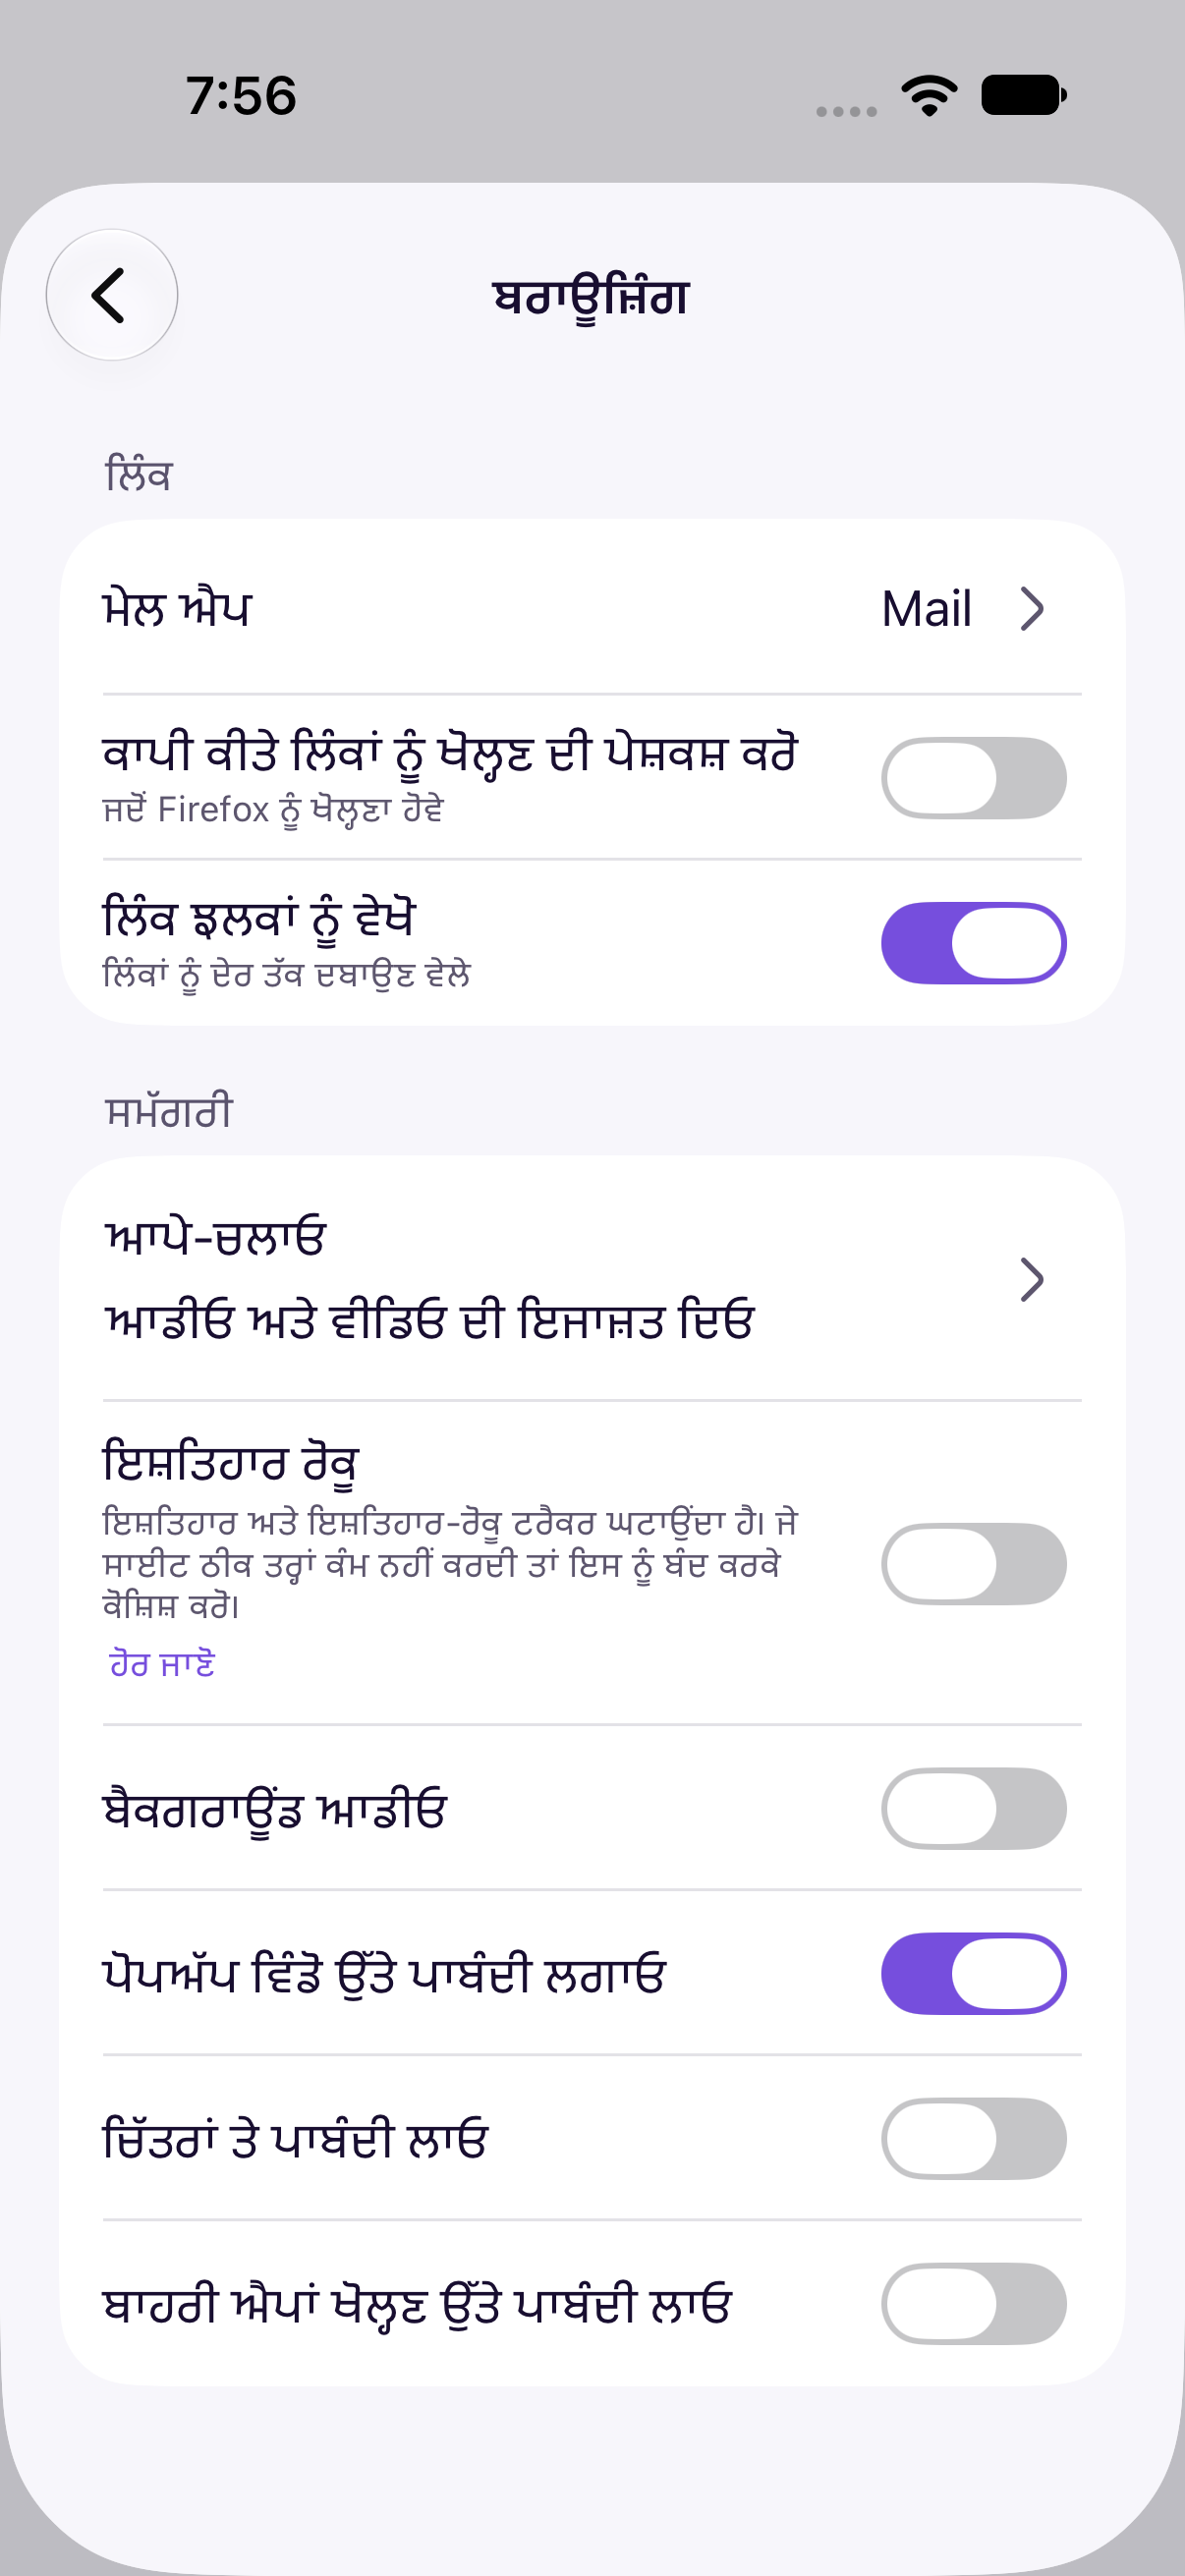 7:56
ਬਰਾਊਜ਼ਿੰਗ
ਲਿੰਕ
ਮੇਲ ਐਪ
Mail
ਕਾਪੀ ਕੀਤੇ ਲਿੰਕਾਂ ਨੂੰ ਖੋਲ੍ਹਣ ਦੀ ਪੇਸ਼ਕਸ਼ ਕਰੋ
ਜਦੋਂ Firefox ਨੂੰ ਖੋਲ੍ਹਣਾ ਹੋਵੇ
ਲਿੰਕ ਝਲਕਾਂ ਨੂੰ ਵੇਖੋ
ਲਿੰਕਾਂ ਨੂੰ ਦੇਰ ਤੱਕ ਦਬਾਉਣ ਵੇਲੇ
ਸਮੱਗਰੀ
ਆਪੇ-ਚਲਾਓ
ਆਡੀਓ ਅਤੇ ਵੀਡਿਓ ਦੀ ਇਜਾਜ਼ਤ ਦਿਓ
ਇਸ਼ਤਿਹਾਰ ਰੋਕੂ
ਇਸ਼ਤਿਹਾਰ ਅਤੇ ਇਸ਼ਤਿਹਾਰ-ਰੋਕੂ ਟਰੈਕਰ ਘਟਾਉਂਦਾ ਹੈ। ਜੇ
ਸਾਈਟ ਠੀਕ ਤਰ੍ਹਾਂ ਕੰਮ ਨਹੀਂ ਕਰਦੀ ਤਾਂ ਇਸ ਨੂੰ ਬੰਦ ਕਰਕੇ
ਕੋਸ਼ਿਸ਼ ਕਰੋ।
ਹੋਰ ਜਾਣੋ
ਬੈਕਗਰਾਊਂਡ ਆਡੀਓ
ਪੋਪਅੱਪ ਵਿੰਡੋ ਉੱਤੇ ਪਾਬੰਦੀ ਲਗਾਓ
ਚਿੱਤਰਾਂ ਤੇ ਪਾਬੰਦੀ ਲਾਓ
ਬਾਹਰੀ ਐਪਾਂ ਖੋਲ੍ਹਣ ਉੱਤੇ ਪਾਬੰਦੀ ਲਾਓ